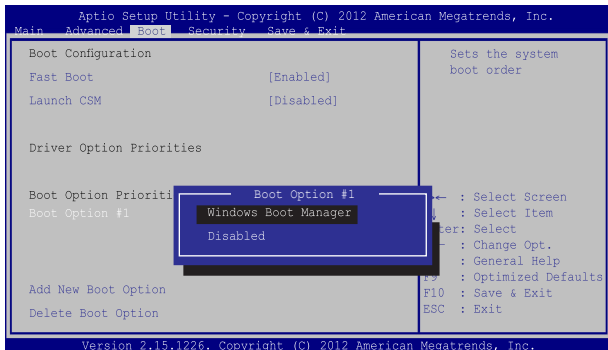 Aptio Setup Utility - Copyright (C) 2012 American Megatrends, Inc.
Main Advanced Boot Security Save & Exit
Boot Configuration
Fast Boot [Enabled]
Launch CSM [Disabled]
Driver Option Priorities
Boot Option Prioriti
Boot Option #1
Add New Boot Option
Delete Boot Option
Boot Option #1
Windows Boot Manager
Disabled
Sets the system
boot order
→← : Select Screen
: Select Item
ter: Select
: Change Opt.
: General Help
F9 : Optimized Defaults
F10 : Save & Exit
ESC : Exit
Version 2.15.1226. Copyright (C) 2012 American Megatrends, Inc.